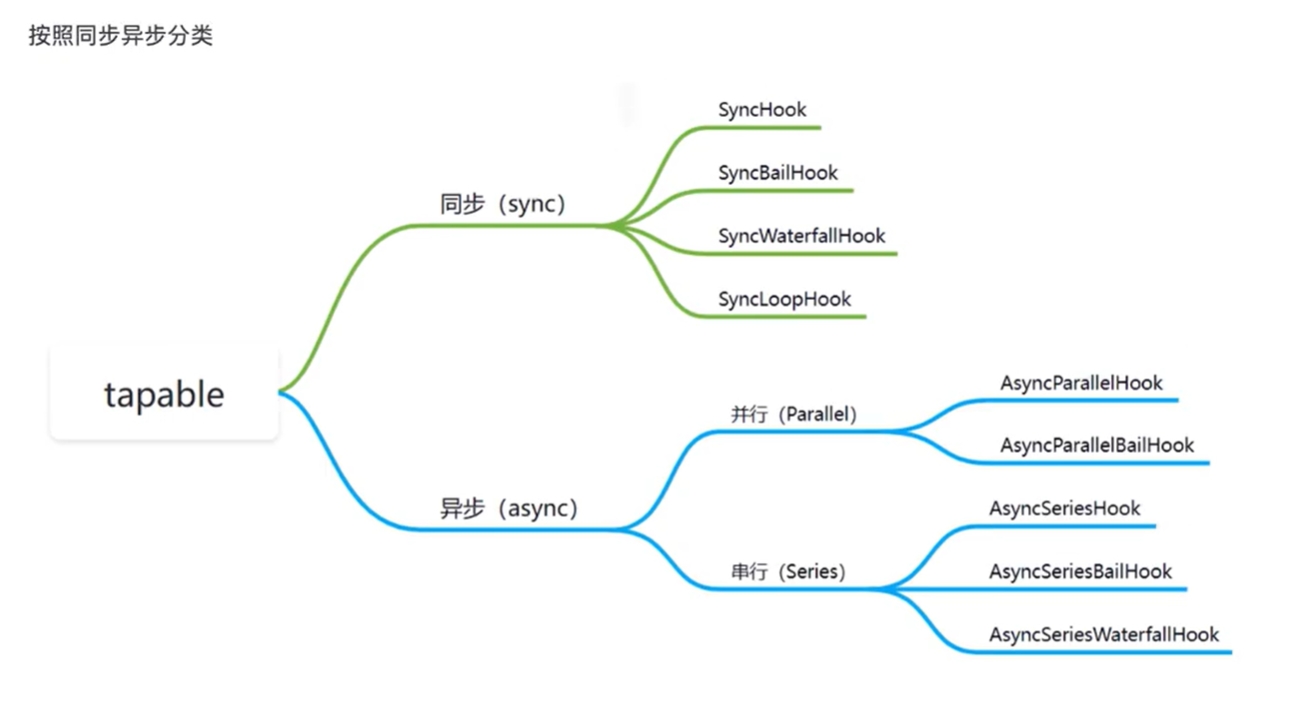 按照同步异步分类
tapable
同步（sync）
SyncHook
SyncBailHook
SyncWaterfallHook
SyncLoopHook
异步（async）
并行（Parallel）
AsyncParallelHook
AsyncParallelBailHook
串行（Series）
AsyncSeriesHook
AsyncSeriesBailHook
AsyncSeriesWaterfallHook